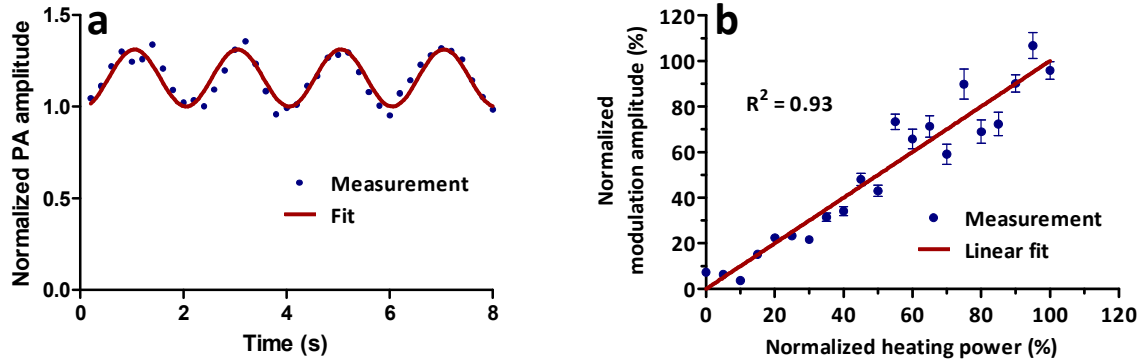 a
Normalized PA amplitude
1.5
1.0
0.5
0.0
Measurement
Fit
0 2 4 6 8
Time (s)
b
Normalized
modulation amplitude (%)
120
100
80
60
40
20
0
R² = 0.93
Measurement
Linear fit
0 20 40 60 80 100 120
Normalized heating power (%)